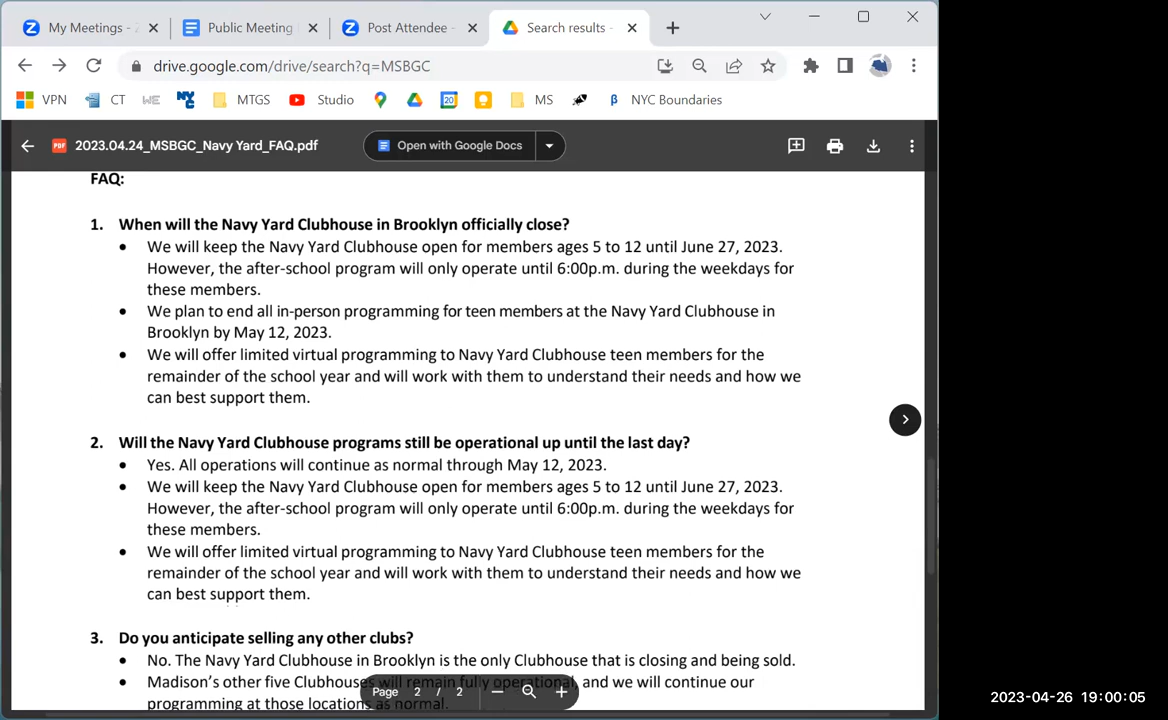 My Meetings - Z
Public Meeting
Post Attendee -
Search results -
drive.google.com/drive/search?q=MSBGC
VPN CT WE NYC MTGS Studio 20 MS β NYC Boundaries
PDF 2023.04.24_MSBGC_Navy Yard_FAQ.pdf Open with Google Docs
FAQ:
1. When will the Navy Yard Clubhouse in Brooklyn officially close?
• We will keep the Navy Yard Clubhouse open for members ages 5 to 12 until June 27, 2023.
However, the after-school program will only operate until 6:00p.m. during the weekdays for
these members.
• We plan to end all in-person programming for teen members at the Navy Yard Clubhouse in
Brooklyn by May 12, 2023.
• We will offer limited virtual programming to Navy Yard Clubhouse teen members for the
remainder of the school year and will work with them to understand their needs and how we
can best support them.
2. Will the Navy Yard Clubhouse programs still be operational up until the last day?
• Yes. All operations will continue as normal through May 12, 2023.
• We will keep the Navy Yard Clubhouse open for members ages 5 to 12 until June 27, 2023.
However, the after-school program will only operate until 6:00p.m. during the weekdays for
these members.
• We will offer limited virtual programming to Navy Yard Clubhouse teen members for the
remainder of the school year and will work with them to understand their needs and how we
can best support them.
3. Do you anticipate selling any other clubs?
• No. The Navy Yard Clubhouse in Brooklyn is the only Clubhouse that is closing and being sold.
• Madison's other five Clubhouses will remain fully operational, and we will continue our
programming at those locations as normal.
Page 2 / 2
2023-04-26 19:00:05